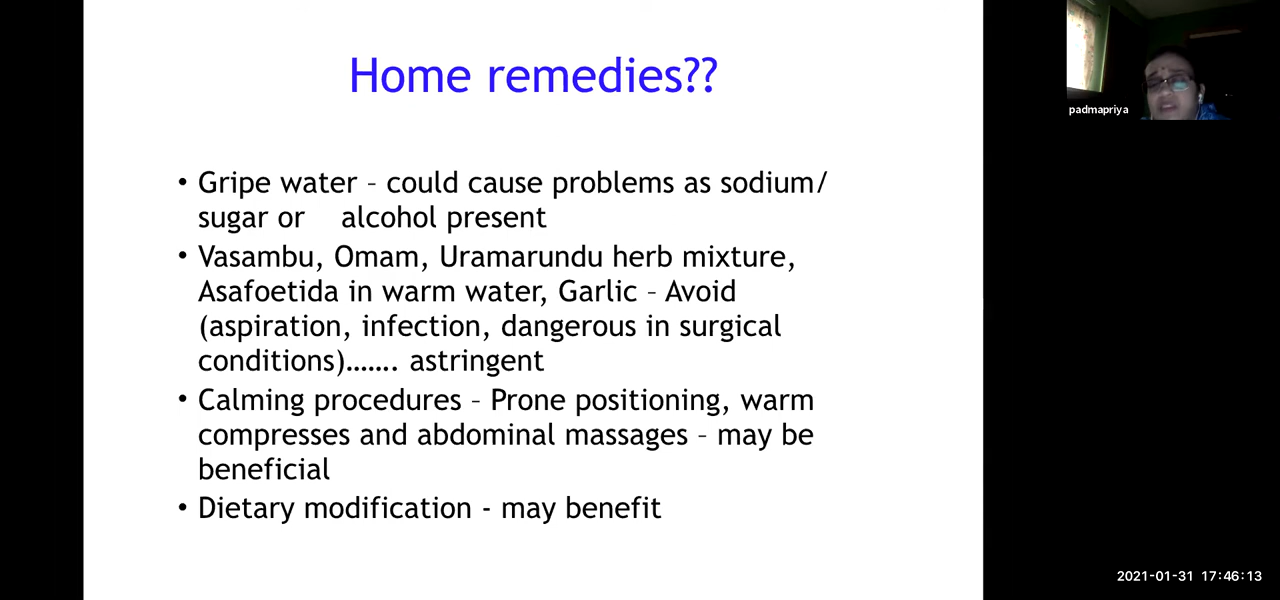 Home remedies??
• Gripe water – could cause problems as sodium/
sugar or alcohol present
• Vasambu, Omam, Uramarundu herb mixture,
Asafoetida in warm water, Garlic – Avoid
(aspiration, infection, dangerous in surgical
conditions)……. astringent
• Calming procedures – Prone positioning, warm
compresses and abdominal massages – may be
beneficial
• Dietary modification - may benefit
padmapriya
2021-01-31 17:46:13